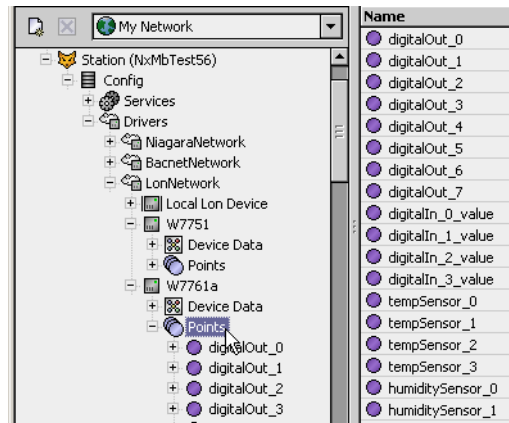 My Network
Station (NxMbTest56)
Config
Services
Drivers
NiagaraNetwork
BacnetNetwork
LonNetwork
Local Lon Device
W7751
Device Data
Points
W7761a
Device Data
Points
digitalOut_0
digitalOut_1
digitalOut_2
digitalOut_3
Name
digitalOut_0
digitalOut_1
digitalOut_2
digitalOut_3
digitalOut_4
digitalOut_5
digitalOut_6
digitalOut_7
digitalIn_0_value
digitalIn_1_value
digitalIn_2_value
digitalIn_3_value
tempSensor_0
tempSensor_1
tempSensor_2
tempSensor_3
humiditySensor_0
humiditySensor_1